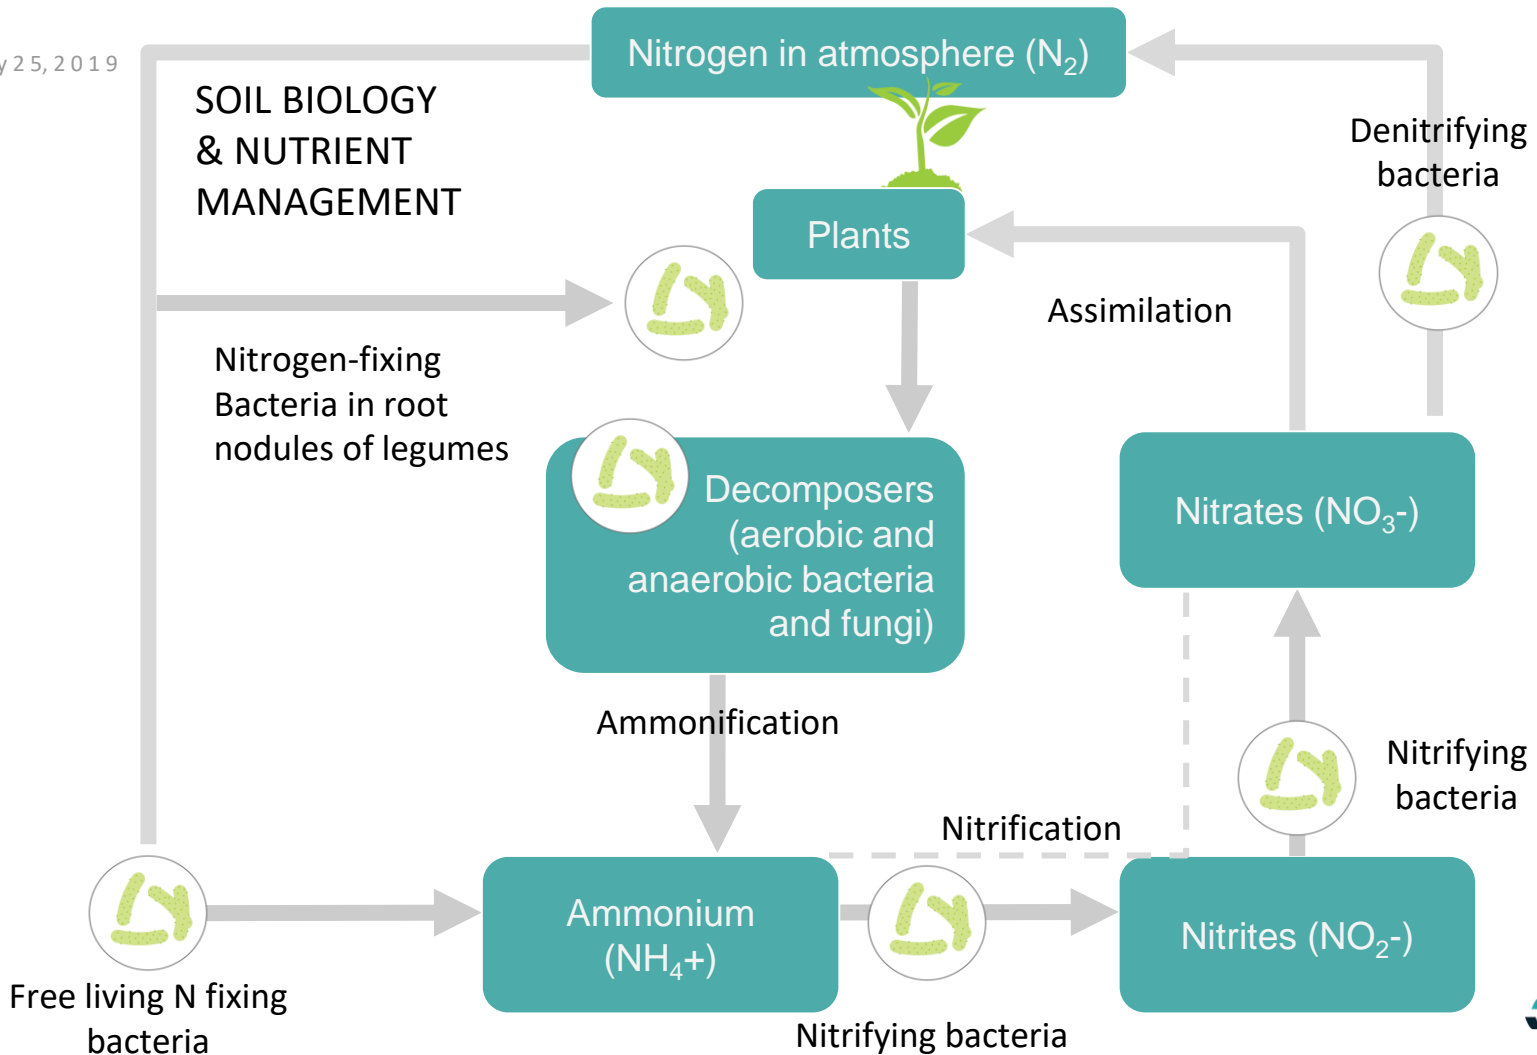 25, 2019
Nitrogen in atmosphere (N₂)
SOIL BIOLOGY
& NUTRIENT
MANAGEMENT
Denitrifying
bacteria
Plants
Assimilation
Nitrogen-fixing
Bacteria in root
nodules of legumes
Decomposers
(aerobic and
anaerobic bacteria
and fungi)
Nitrates (NO₃-)
Ammonification
Nitrifying
bacteria
Nitrification
Ammonium
(NH₄+)
Nitrites (NO₂-)
Free living N fixing
bacteria
Nitrifying bacteria